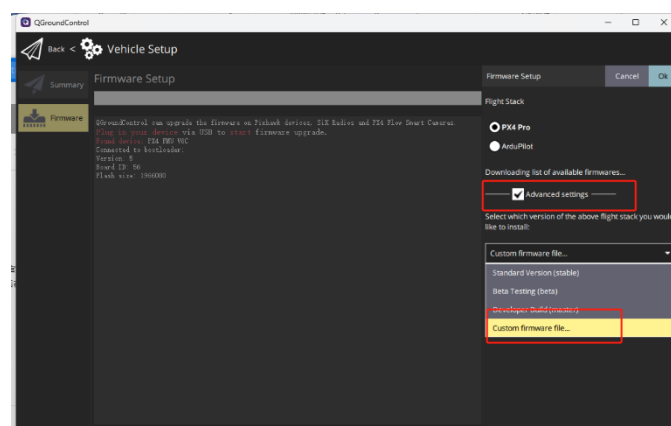 QGroundControl
Back < Vehicle Setup
Summary
Firmware
Firmware Setup
QGroundControl can upgrade the firmware on Pixhawk devices, SiK Radios and PX4 Flow Smart Cameras.
Plug in your device via USB to start firmware upgrade.
Found device: PX4 FMU V6C
Connected to bootloader:
Version: 5
Board ID: 56
Flash size: 1966080
Firmware Setup
Cancel
Ok
Flight Stack
PX4 Pro
ArduPilot
Downloading list of available firmwares...
Advanced settings
Select which version of the above flight stack you would
like to install:
Custom firmware file...
Standard Version (stable)
Beta Testing (beta)
Developer Build (master)
Custom firmware file...